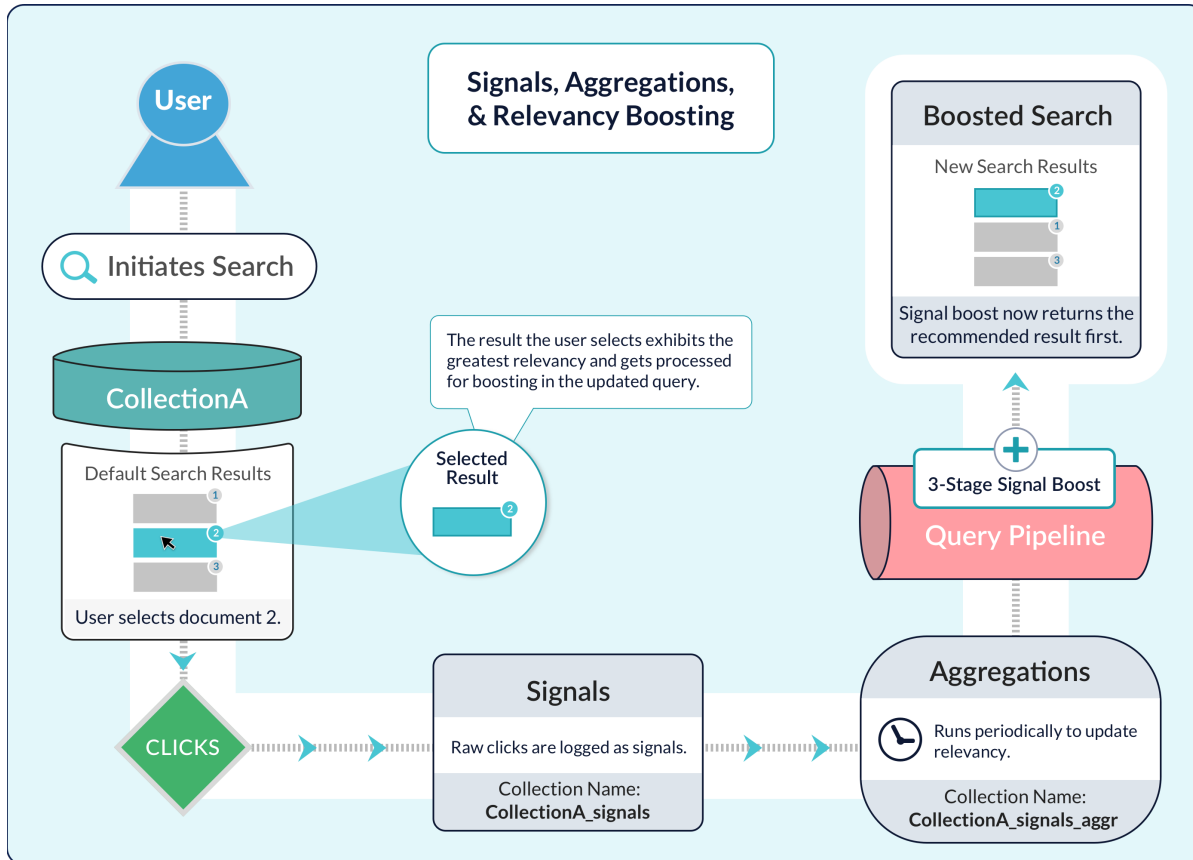 Signals, Aggregations,
& Relevancy Boosting
User
Initiates Search
CollectionA
Default Search Results
1
2
3
User selects document 2.
The result the user selects exhibits the
greatest relevancy and gets processed
for boosting in the updated query.
Selected
Result
2
CLICKS
Signals
Raw clicks are logged as signals.
Collection Name:
CollectionA_signals
Aggregations
Runs periodically to update
relevancy.
Collection Name:
CollectionA_signals_aggr
3-Stage Signal Boost
Query Pipeline
Boosted Search
New Search Results
2
1
3
Signal boost now returns the
recommended result first.